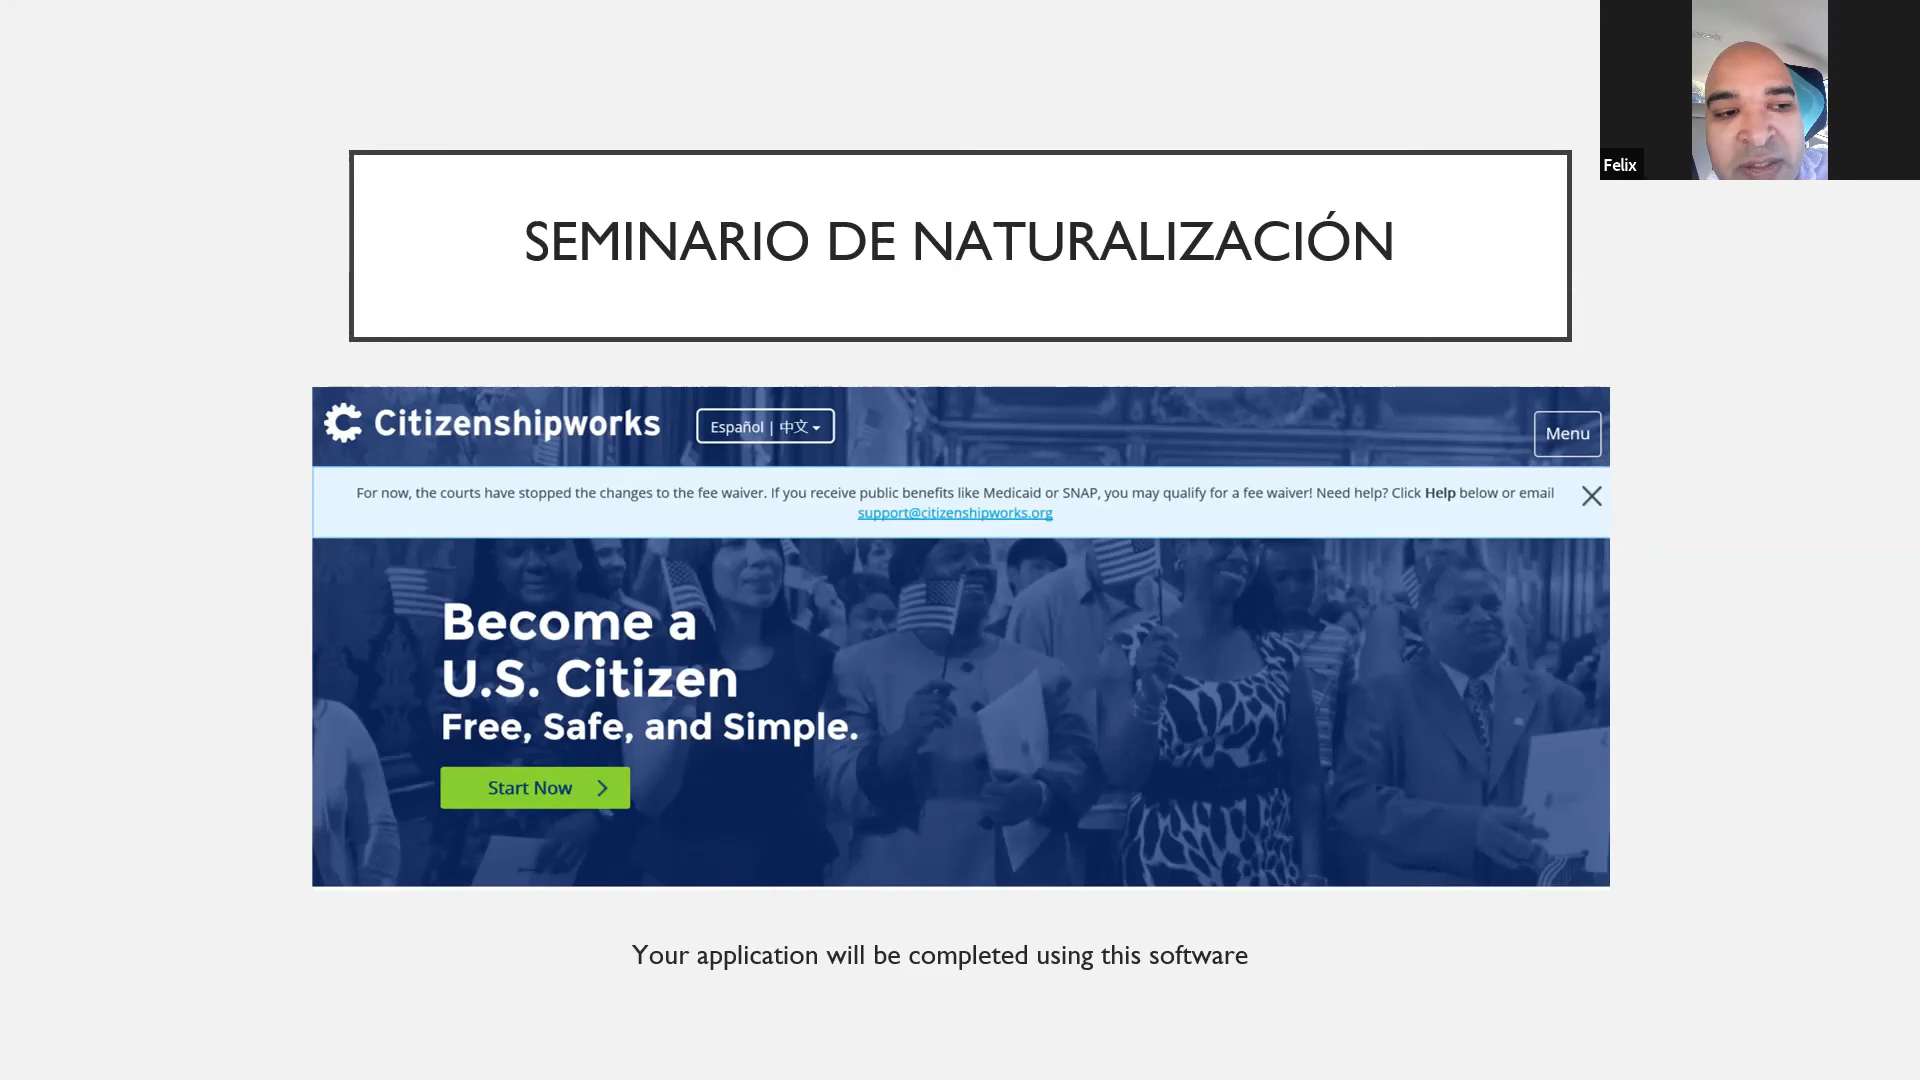 Felix
SEMINARIO DE NATURALIZACIÓN
Citizenshipworks
Español | 中文
Menu
For now, the courts have stopped the changes to the fee waiver. If you receive public benefits like Medicaid or SNAP, you may qualify for a fee waiver! Need help? Click Help below or email
support@citizenshipworks.org
Become a
U.S. Citizen
Free, Safe, and Simple.
Start Now
Your application will be completed using this software